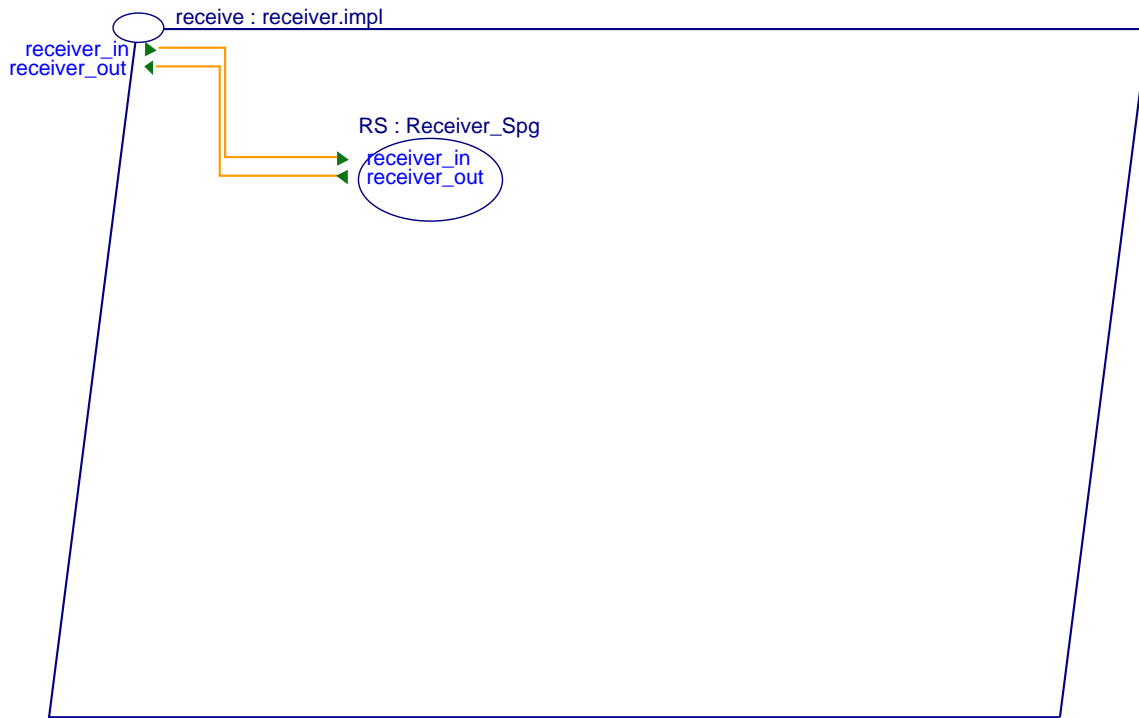 receive : receiver.impl
receiver_in
receiver_out
RS : Receiver_Spg
receiver_in
receiver_out